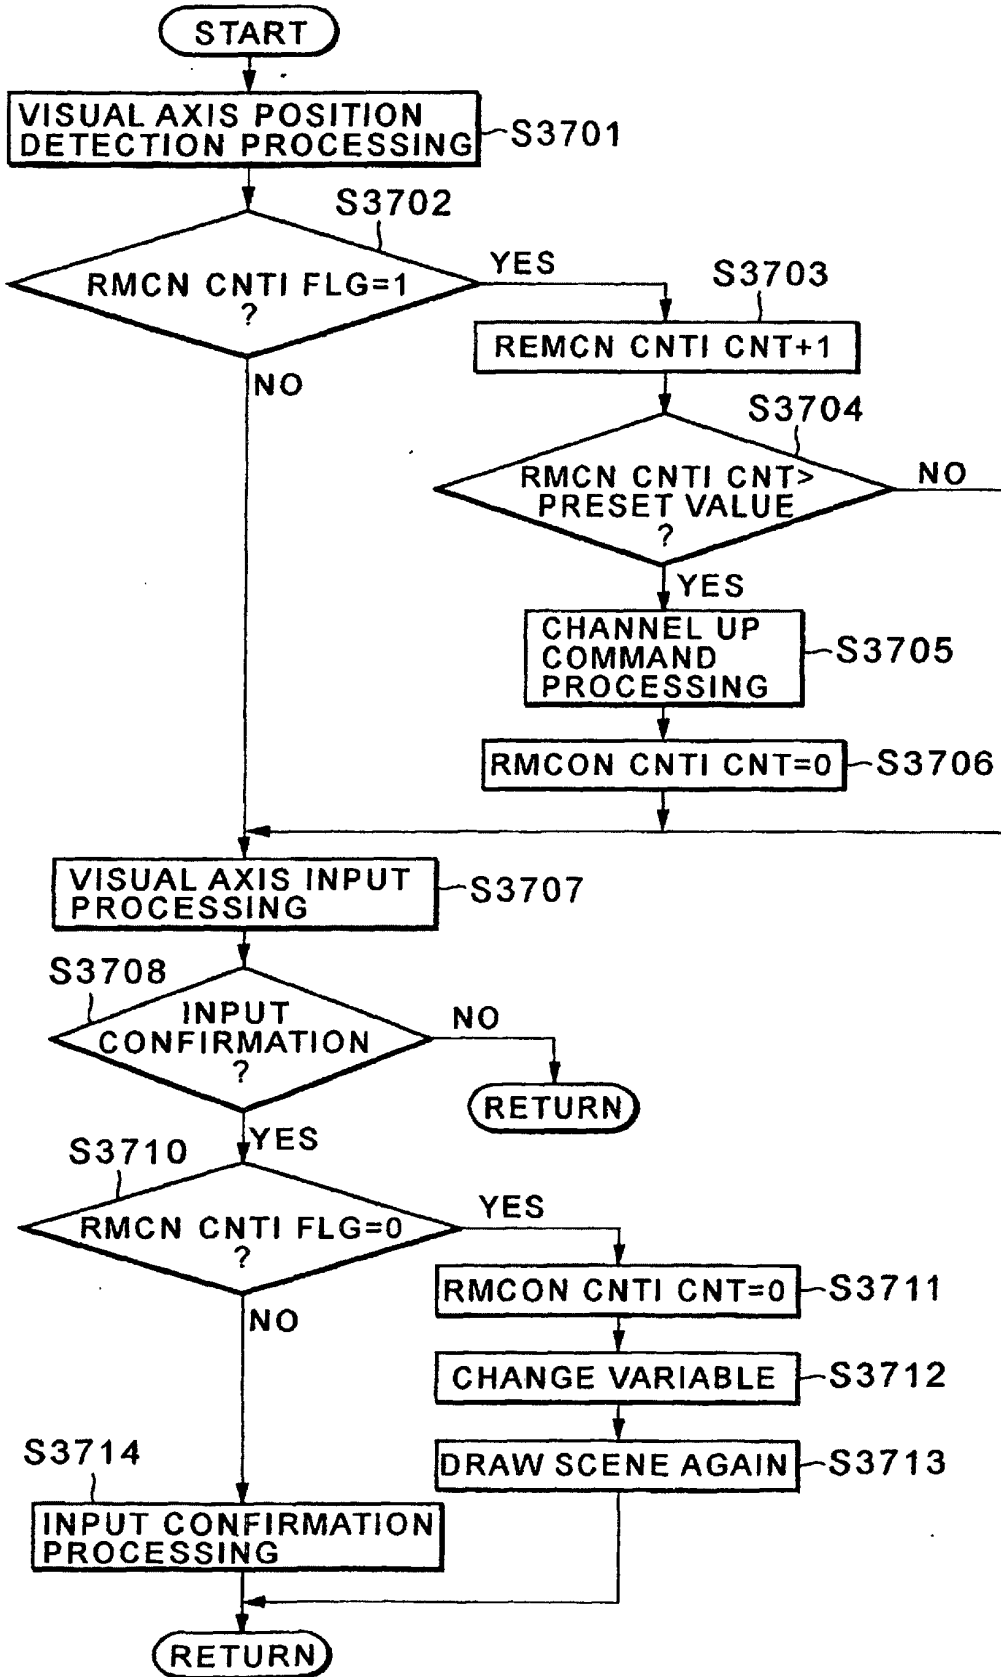 START
VISUAL AXIS POSITION
DETECTION PROCESSING
S3701
S3702
RMCN CNTI FLG=1
?
YES
NO
S3703
REMCN CNTI CNT+1
S3704
RMCN CNTI CNT>
PRESET VALUE
?
NO
YES
CHANNEL UP
COMMAND
PROCESSING
S3705
RMCON CNTI CNT=0
S3706
VISUAL AXIS INPUT
PROCESSING
S3707
S3708
INPUT
CONFIRMATION
?
NO
RETURN
YES
S3710
RMCN CNTI FLG=0
?
YES
NO
RMCON CNTI CNT=0
S3711
CHANGE VARIABLE
S3712
DRAW SCENE AGAIN
S3713
S3714
INPUT CONFIRMATION
PROCESSING
RETURN